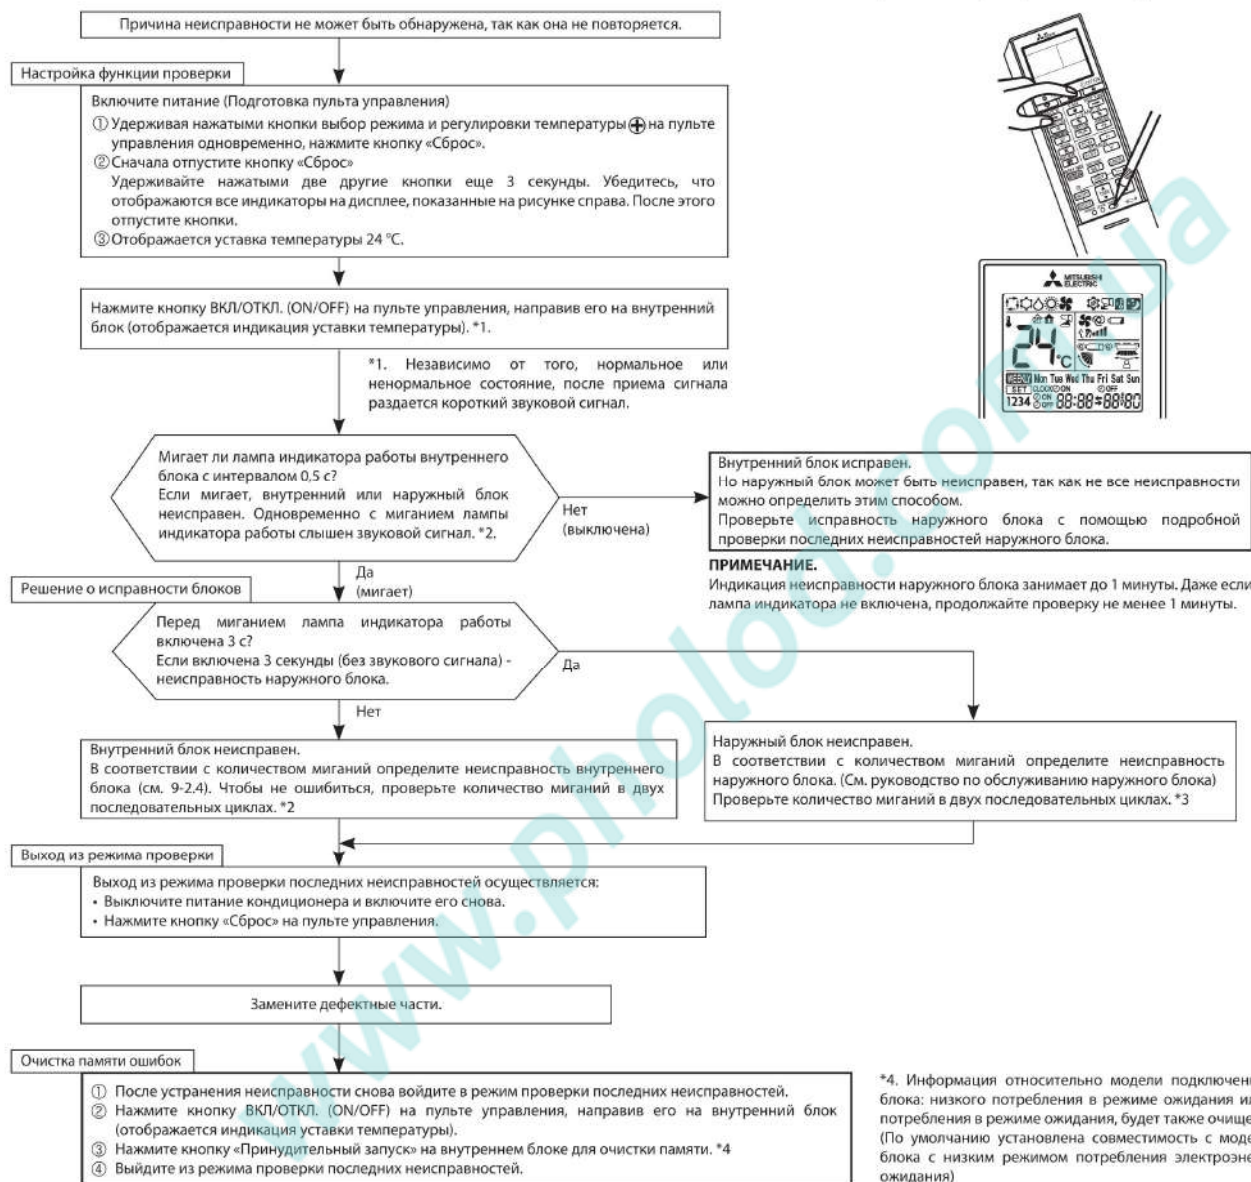 Причина неисправности не может быть обнаружена, так как она не повторяется.
Настройка функции проверки
Включите питание (Подготовка пульта управления)
① Удерживая нажатыми кнопки выбор режима и регулировки температуры ⊕ на пульте
управления одновременно, нажмите кнопку «Сброс».
② Сначала отпустите кнопку «Сброс»
Удерживайте нажатыми две другие кнопки еще 3 секунды. Убедитесь, что
отображаются все индикаторы на дисплее, показанные на рисунке справа. После этого
отпустите кнопки.
③ Отображается уставка температуры 24 °C.
MITSUBISHI
ELECTRIC
24°C
WEEKLY Mon Tue Wed Thu Fri Sat Sun
SET CLOCK ON OFF
1234 ON OFF 88:88 88:80
Нажмите кнопку ВКЛ/ОТКЛ. (ON/OFF) на пульте управления, направив его на внутренний
блок (отображается индикация уставки температуры). *1.
*1. Независимо от того, нормальное или
ненормальное состояние, после приема сигнала
раздается короткий звуковой сигнал.
Мигает ли лампа индикатора работы внутреннего
блока с интервалом 0,5 с?
Если мигает, внутренний или наружный блок
неисправен. Одновременно с миганием лампы
индикатора работы слышен звуковой сигнал. *2.
Нет
(выключена)
Внутренний блок исправен.
Но наружный блок может быть неисправен, так как не все неисправности
можно определить этим способом.
Проверьте исправность наружного блока с помощью подробной
проверки последних неисправностей наружного блока.
ПРИМЕЧАНИЕ.
Индикация неисправности наружного блока занимает до 1 минуты. Даже если
лампа индикатора не включена, продолжайте проверку не менее 1 минуты.
Да
(мигает)
Решение о исправности блоков
Перед миганием лампа индикатора работы
включена 3 с?
Если включена 3 секунды (без звукового сигнала) -
неисправность наружного блока.
Да
Нет
Внутренний блок неисправен.
В соответствии с количеством миганий определите неисправность внутреннего
блока (см. 9-2.4). Чтобы не ошибиться, проверьте количество миганий в двух
последовательных циклах. *2
Наружный блок неисправен.
В соответствии с количеством миганий определите неисправность
наружного блока. (См. руководство по обслуживанию наружного блока)
Проверьте количество миганий в двух последовательных циклах. *3
Выход из режима проверки
Выход из режима проверки последних неисправностей осуществляется:
• Выключите питание кондиционера и включите его снова.
• Нажмите кнопку «Сброс» на пульте управления.
Замените дефектные части.
Очистка памяти ошибок
① После устранения неисправности снова войдите в режим проверки последних неисправностей.
② Нажмите кнопку ВКЛ/ОТКЛ. (ON/OFF) на пульте управления, направив его на внутренний блок
(отображается индикация уставки температуры).
③ Нажмите кнопку «Принудительный запуск» на внутреннем блоке для очистки памяти. *4
④ Выйдите из режима проверки последних неисправностей.
*4. Информация относительно модели подключен
блока: низкого потребления в режиме ожидания ил
потребления в режиме ожидания, будет также очище
(По умолчанию установлена совместимость с моде
блока с низким режимом потребления электроэне
ожидания)
www.pholod.com.ua